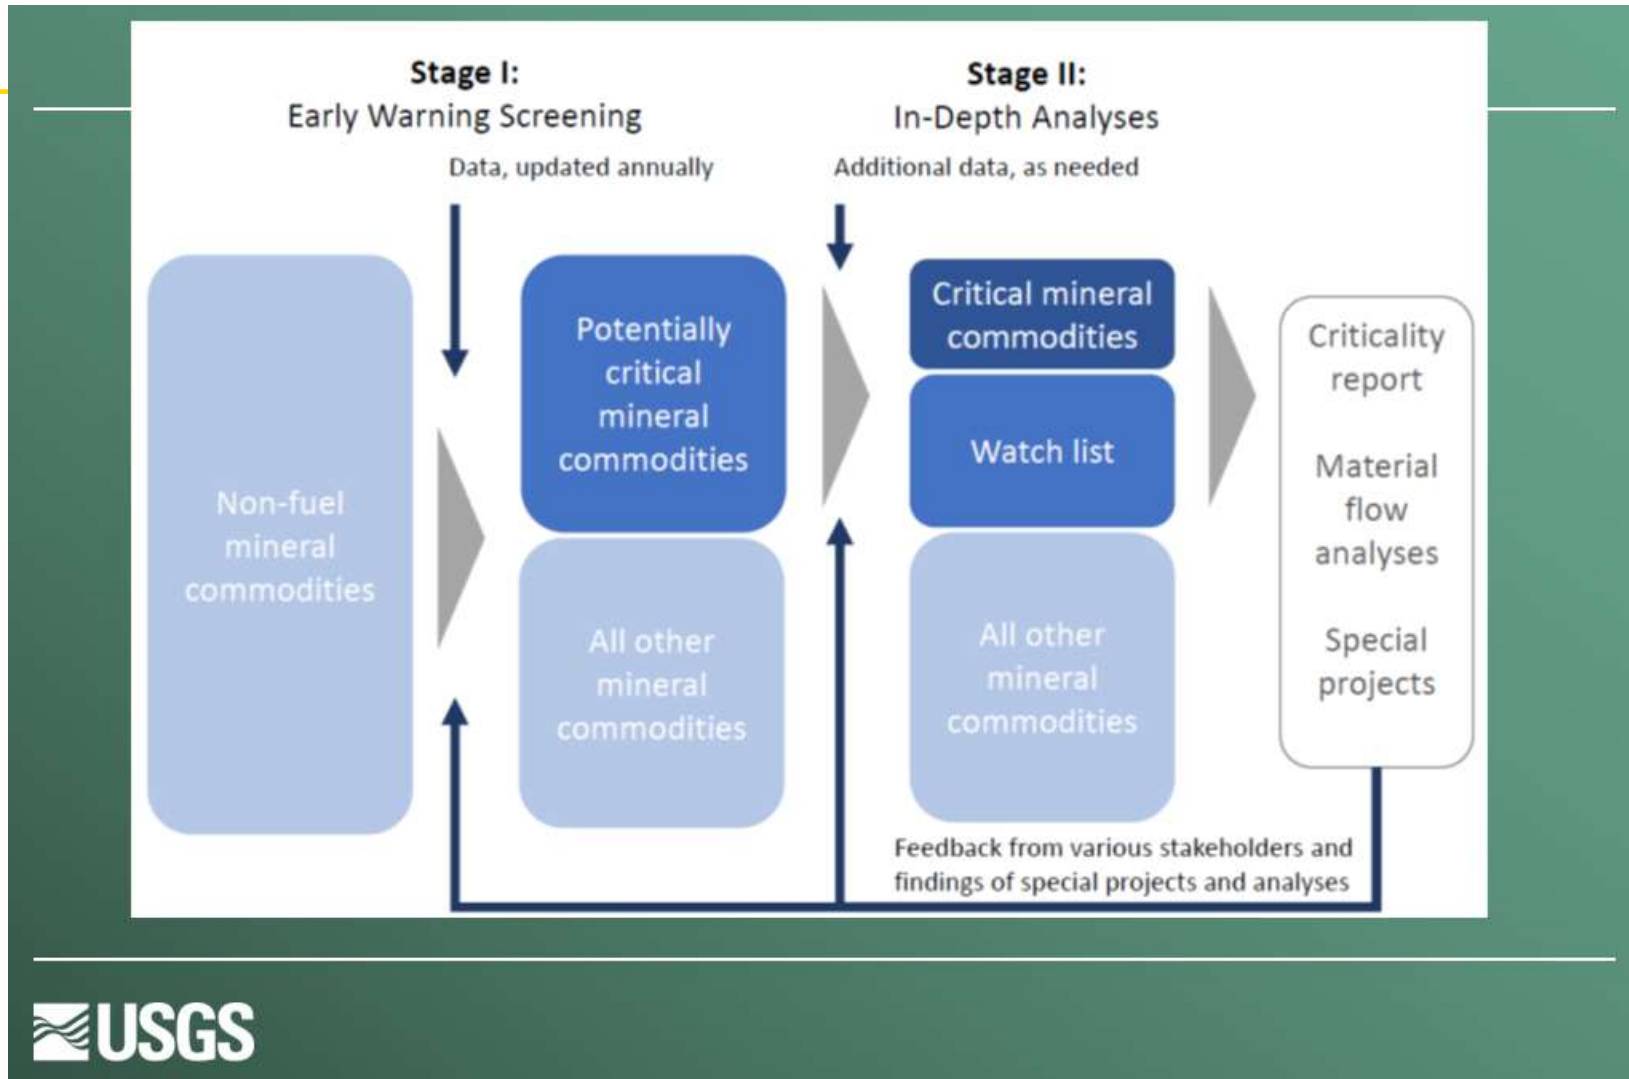 Stage I:
Early Warning Screening
Data, updated annually
Stage II:
In-Depth Analyses
Additional data, as needed
Non-fuel
mineral
commodities
Potentially
critical
mineral
commodities
All other
mineral
commodities
Critical mineral
commodities
Watch list
All other
mineral
commodities
Criticality
report
Material
flow
analyses
Special
projects
Feedback from various stakeholders and
findings of special projects and analyses
USGS